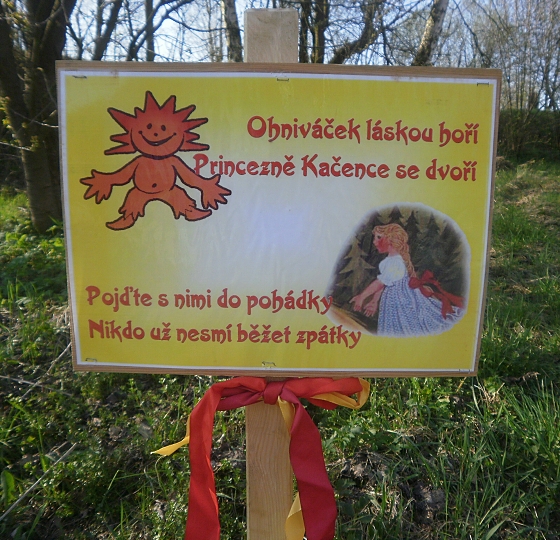 Ohniváček láskou hoří
Princezně Kačence se dvoří
Pojďte s nimi do pohádky
Nikdo už nesmí běžet zpátky